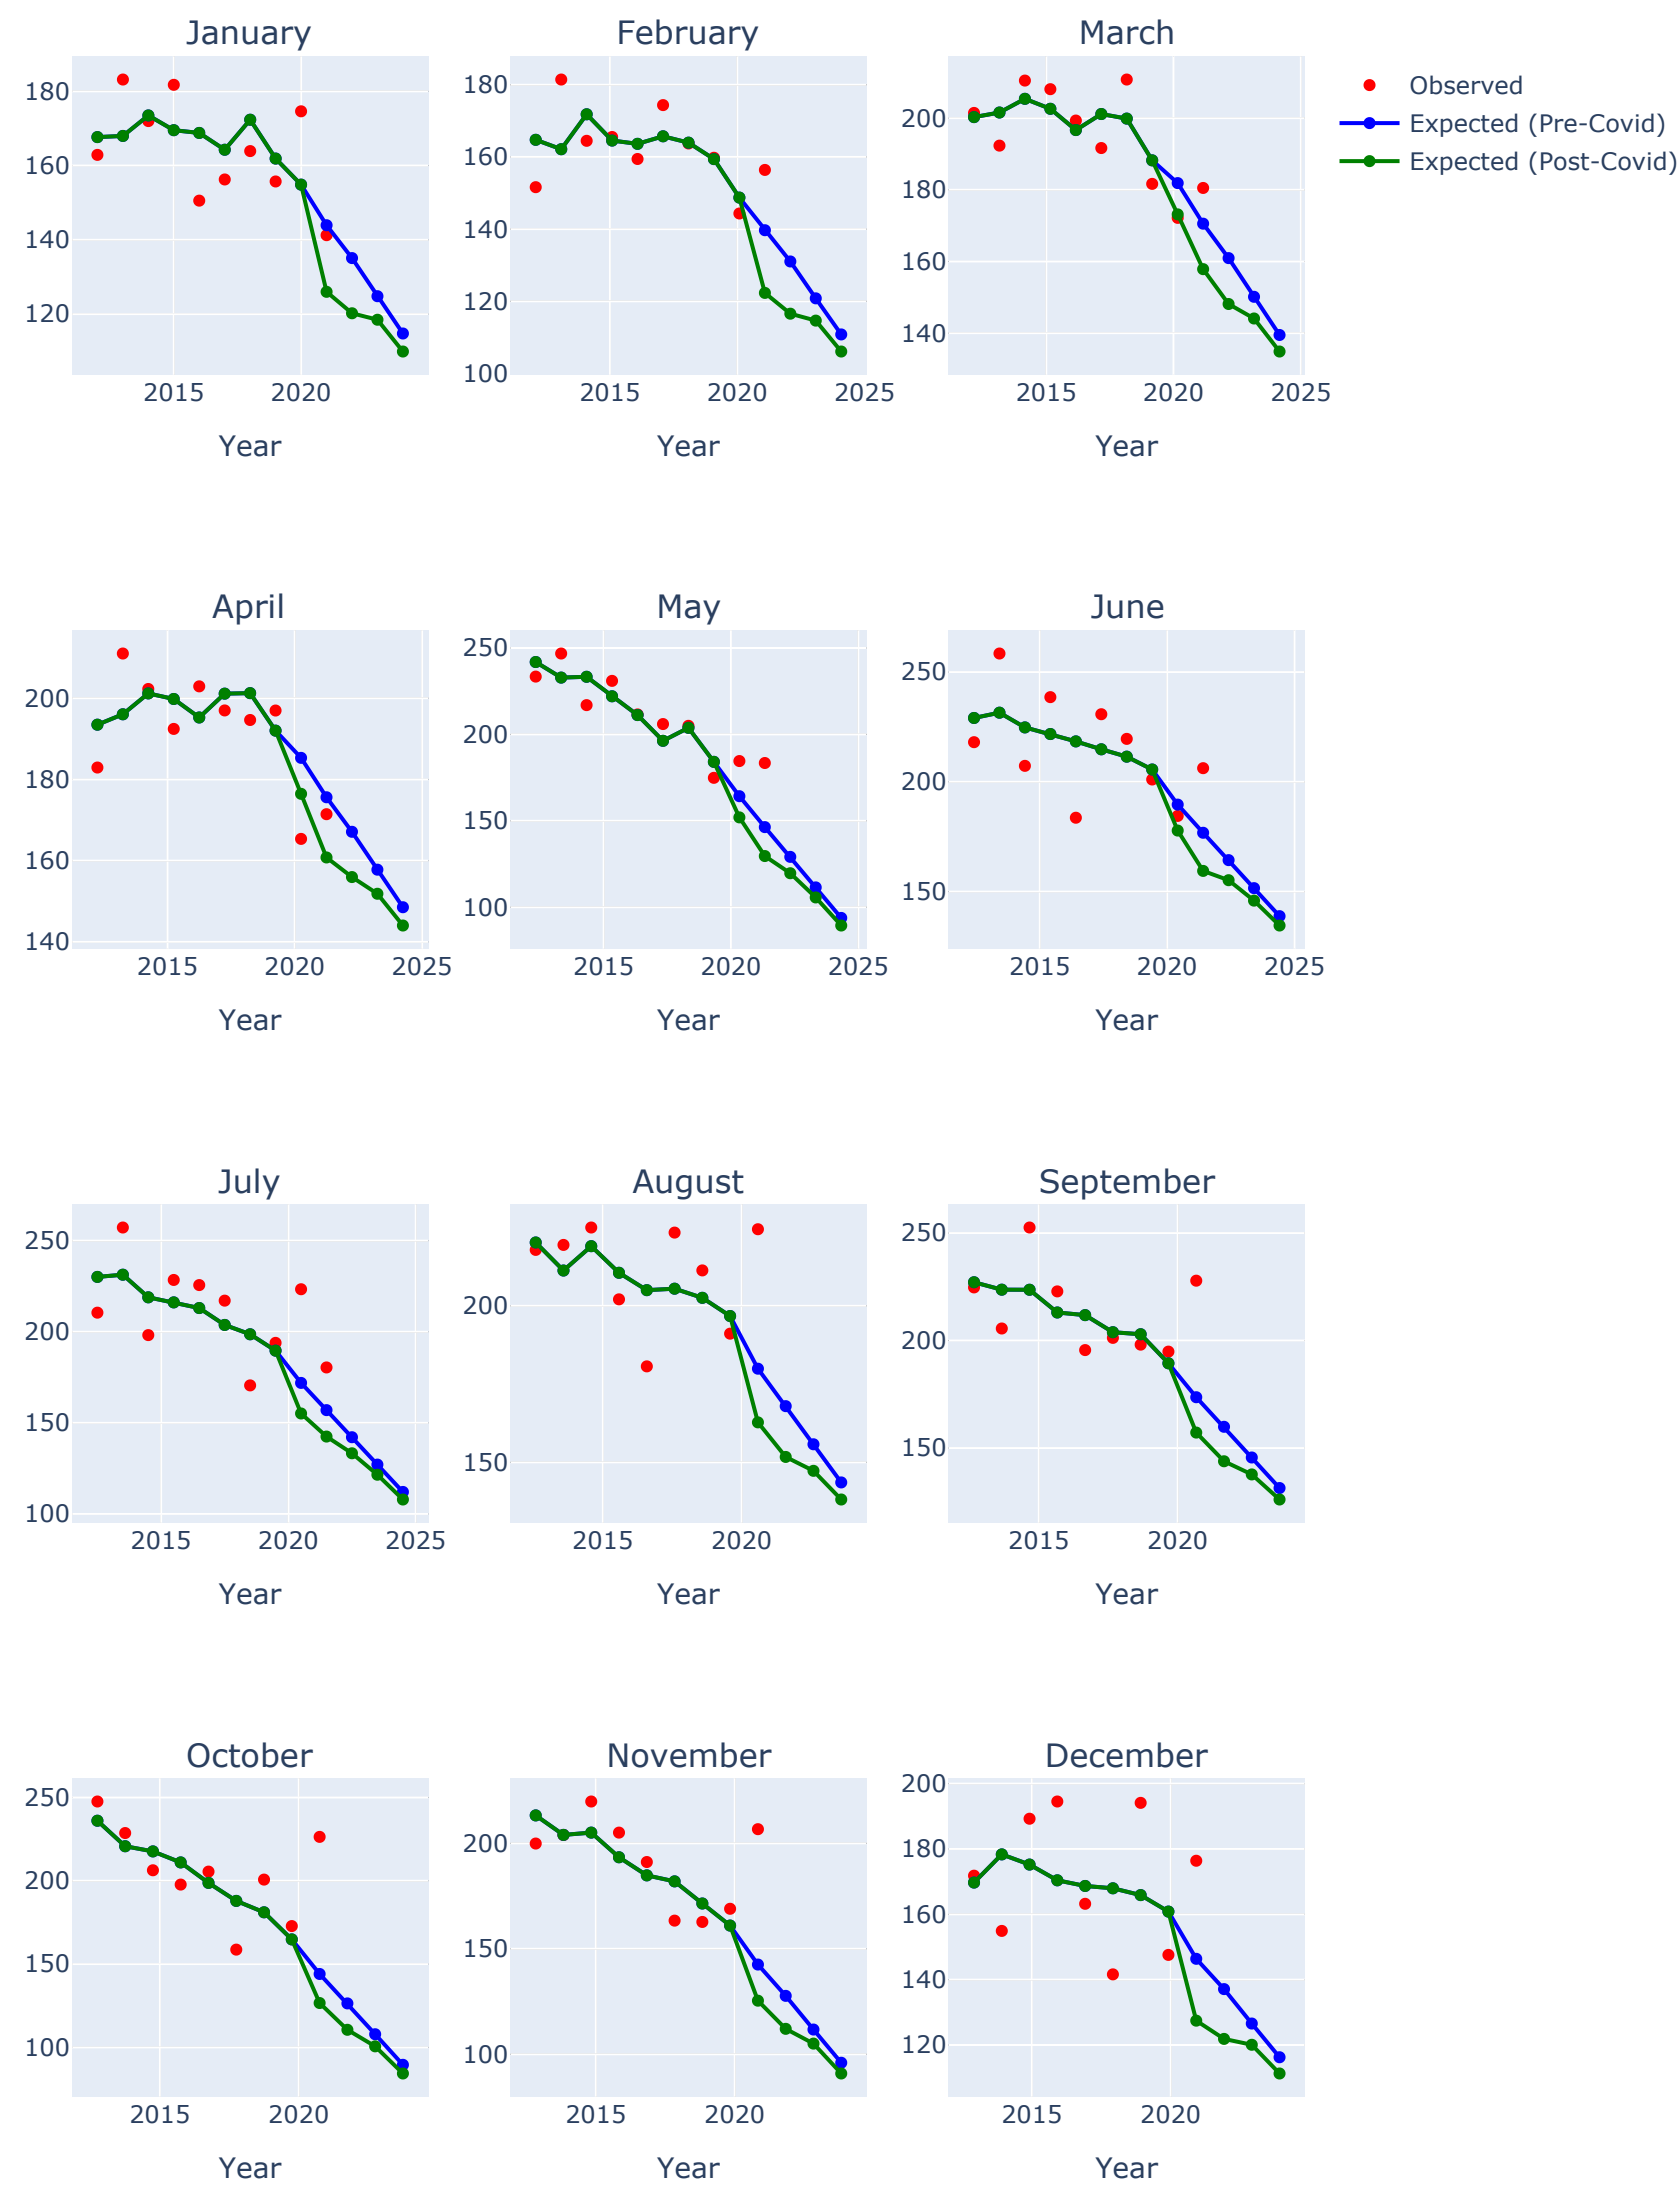 January
February
March
Observed
Expected (Pre-Covid)
Expected (Post-Covid)
180
160
140
120
2015
2020
Year
180
160
140
120
100
2015
2020
2025
Year
200
180
160
140
2015
2020
2025
Year
April
May
June
200
180
160
140
2015
2020
2025
Year
250
200
150
100
2015
2020
2025
Year
250
200
150
2015
2020
2025
Year
July
August
September
250
200
150
100
2015
2020
2025
Year
200
150
2015
2020
Year
250
200
150
2015
2020
Year
October
November
December
250
200
150
100
2015
2020
Year
200
150
100
2015
2020
Year
200
180
160
140
120
2015
2020
Year